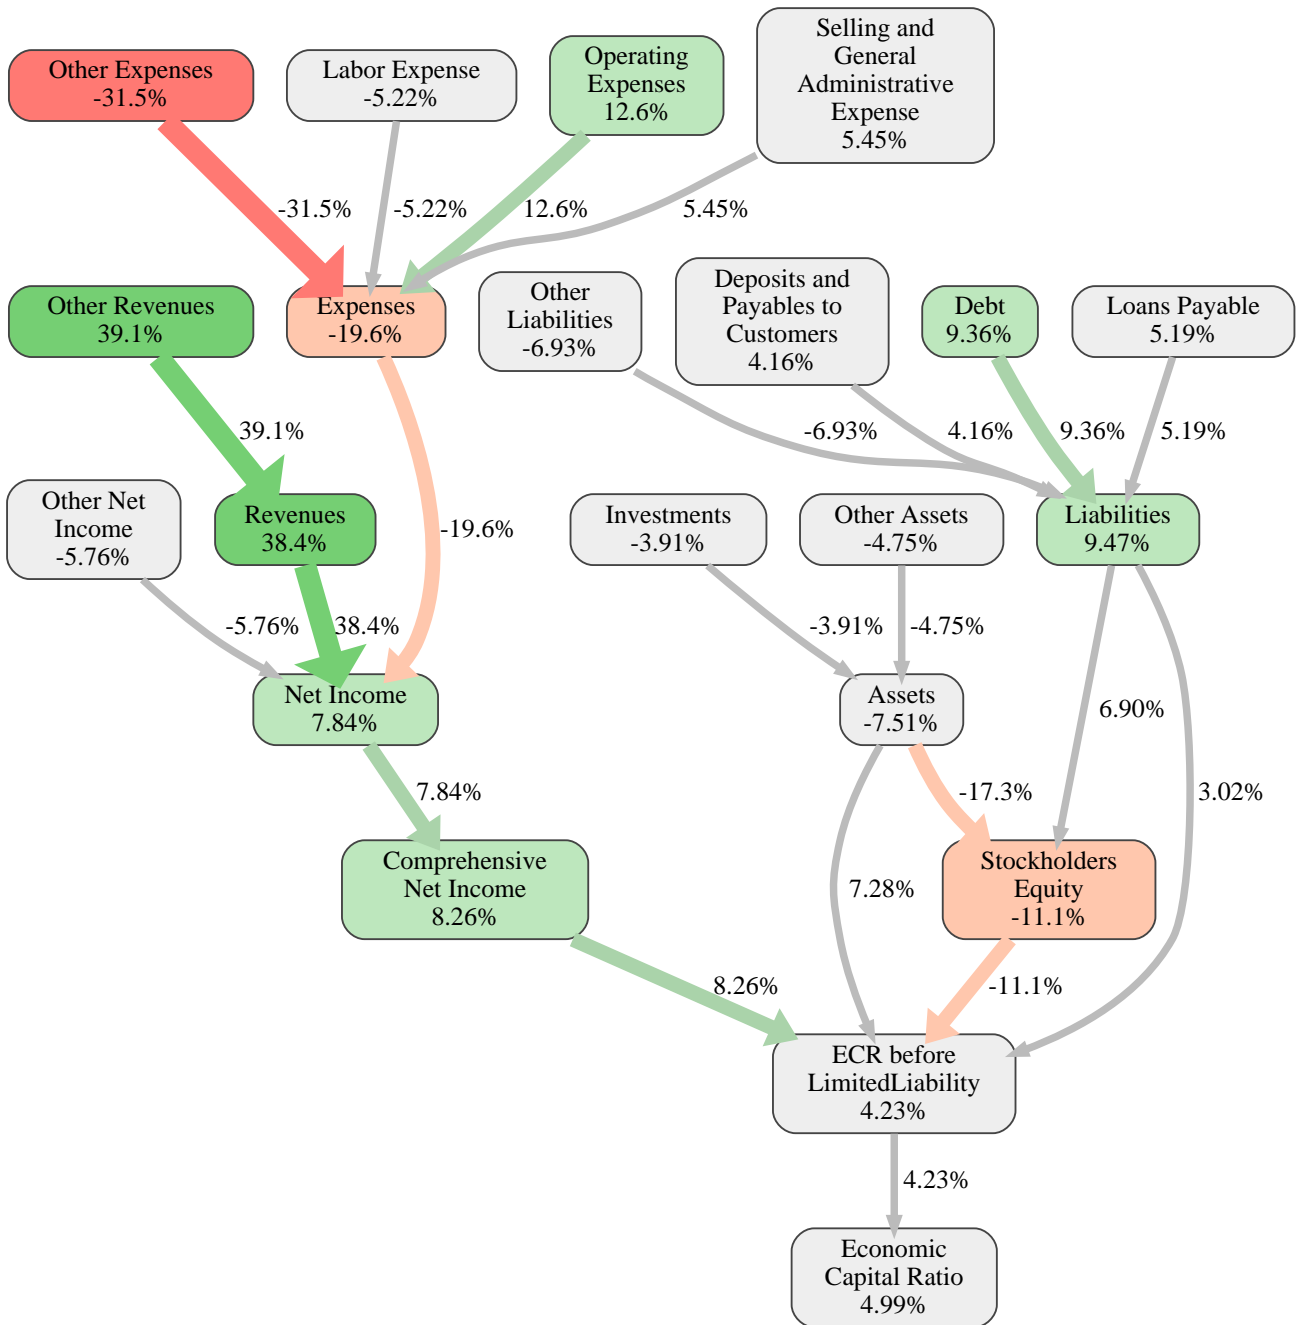 Selling and
General
Administrative
Expense
5.45%
Other Expenses
-31.5%
Labor Expense
-5.22%
Operating
Expenses
12.6%
-31.5%
-5.22%
12.6%
5.45%
Other Revenues
39.1%
Expenses
-19.6%
Other
Liabilities
-6.93%
Deposits and
Payables to
Customers
4.16%
Debt
9.36%
Loans Payable
5.19%
39.1%
-6.93%
4.16%
9.36%
5.19%
Other Net
Income
-5.76%
Revenues
38.4%
-19.6%
Investments
-3.91%
Other Assets
-4.75%
Liabilities
9.47%
-5.76%
38.4%
-3.91%
-4.75%
Net Income
7.84%
Assets
-7.51%
6.90%
7.84%
-17.3%
3.02%
Comprehensive
Net Income
8.26%
7.28%
Stockholders
Equity
-11.1%
8.26%
-11.1%
ECR before
LimitedLiability
4.23%
4.23%
Economic
Capital Ratio
4.99%